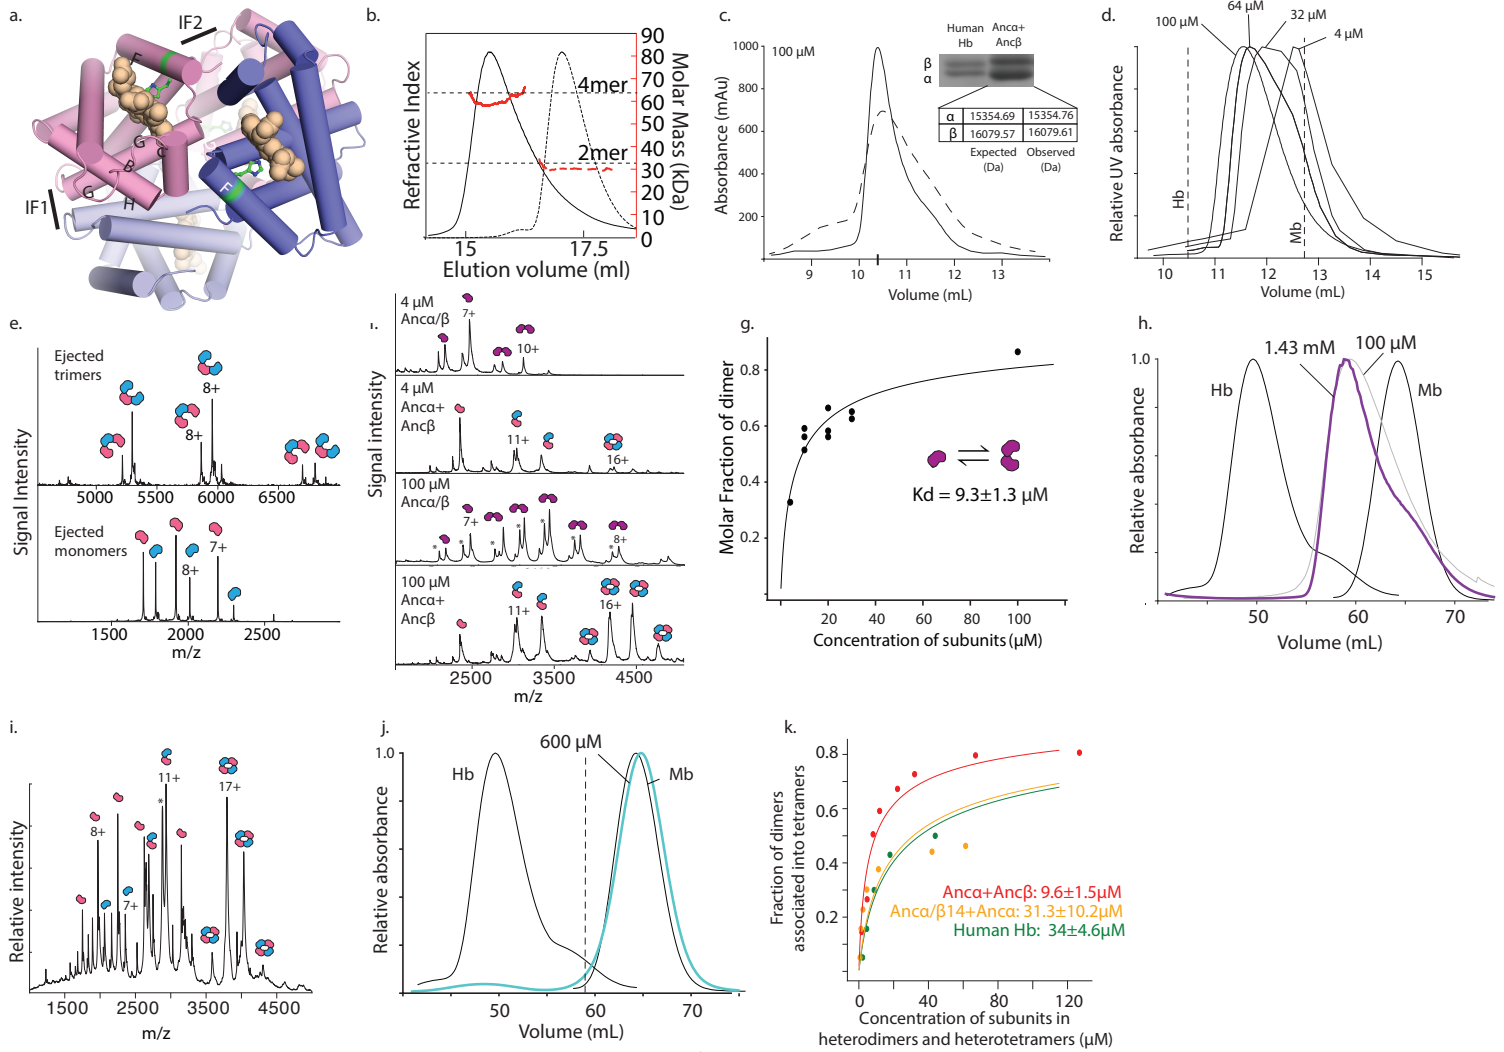 a.
IF2
F
G
C
B
G
H
F
IF1
b.
Refractive Index
4mer
2mer
90
80
70
60
50
40
30
20
10
0
Molar Mass (kDa)
15
17.5
Elution volume (ml)
c.
100 µM
Absorbance (mAu)
1000
800
600
400
200
9
10
11
12
13
Volume (mL)
Human Hb
Ancα+ Ancβ
β
α
α 15354.69 15354.76
β 16079.57 16079.61
Expected (Da)
Observed (Da)
d.
100 µM
64 µM
32 µM
4 µM
Relative UV absorbance
Hb
Mb
10
11
12
13
14
15
Volume (mL)
e.
Ejected trimers
8+
8+
5000
5500
6000
6500
Signal Intensity
Ejected monomers
8+
7+
1500
2000
2500
m/z
4 µM
Ancα/β
7+
10+
4 µM
Ancα+
Ancβ
11+
16+
Signal intensity
100 µM
Ancα/β
*
*
7+
*
*
*
*
*
8+
100 µM
Ancα+
Ancβ
11+
16+
2500
3500
4500
m/z
g.
Molar Fraction of dimer
0.8
0.6
0.4
0.2
Kd = 9.3±1.3 µM
20
40
60
80
100
Concentration of subunits (µM)
h.
1.43 mM
100 µM
Hb
Mb
1.0
Relative absorbance
50
60
70
Volume (mL)
i.
Relative intensity
8+
7+
*
11+
17+
1500
2500
3500
4500
m/z
j.
600 µM
Hb
Mb
1.0
Relative absorbance
50
60
70
Volume (mL)
k.
Fraction of dimers
associated into tetramers
0.8
0.6
0.4
0.2
Ancα+Ancβ: 9.6±1.5µM
Ancα/β14+Ancα: 31.3±10.2µM
Human Hb: 34±4.6µM
0
40
80
120
Concentration of subunits in
heterodimers and heterotetramers (µM)